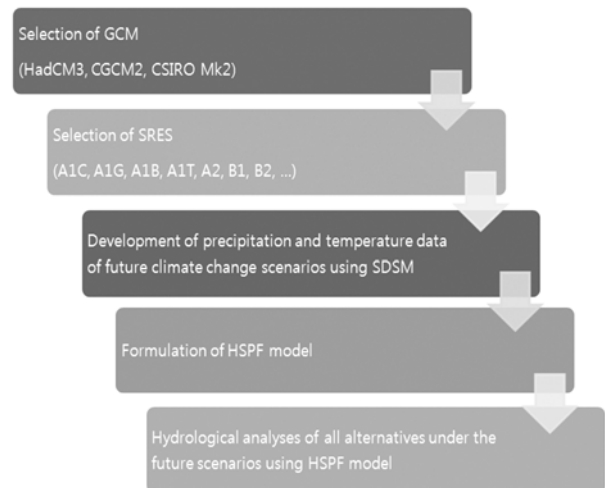 Selection of GCM
(HadCM3, CGCM2, CSIRO Mk2)
Selection of SRES
(A1C, A1G, A1B, A1T, A2, B1, B2, ...)
Development of precipitation and temperature data
of future climate change scenarios using SDSM
Formulation of HSPF model
Hydrological analyses of all alternatives under the
future scenarios using HSPF model